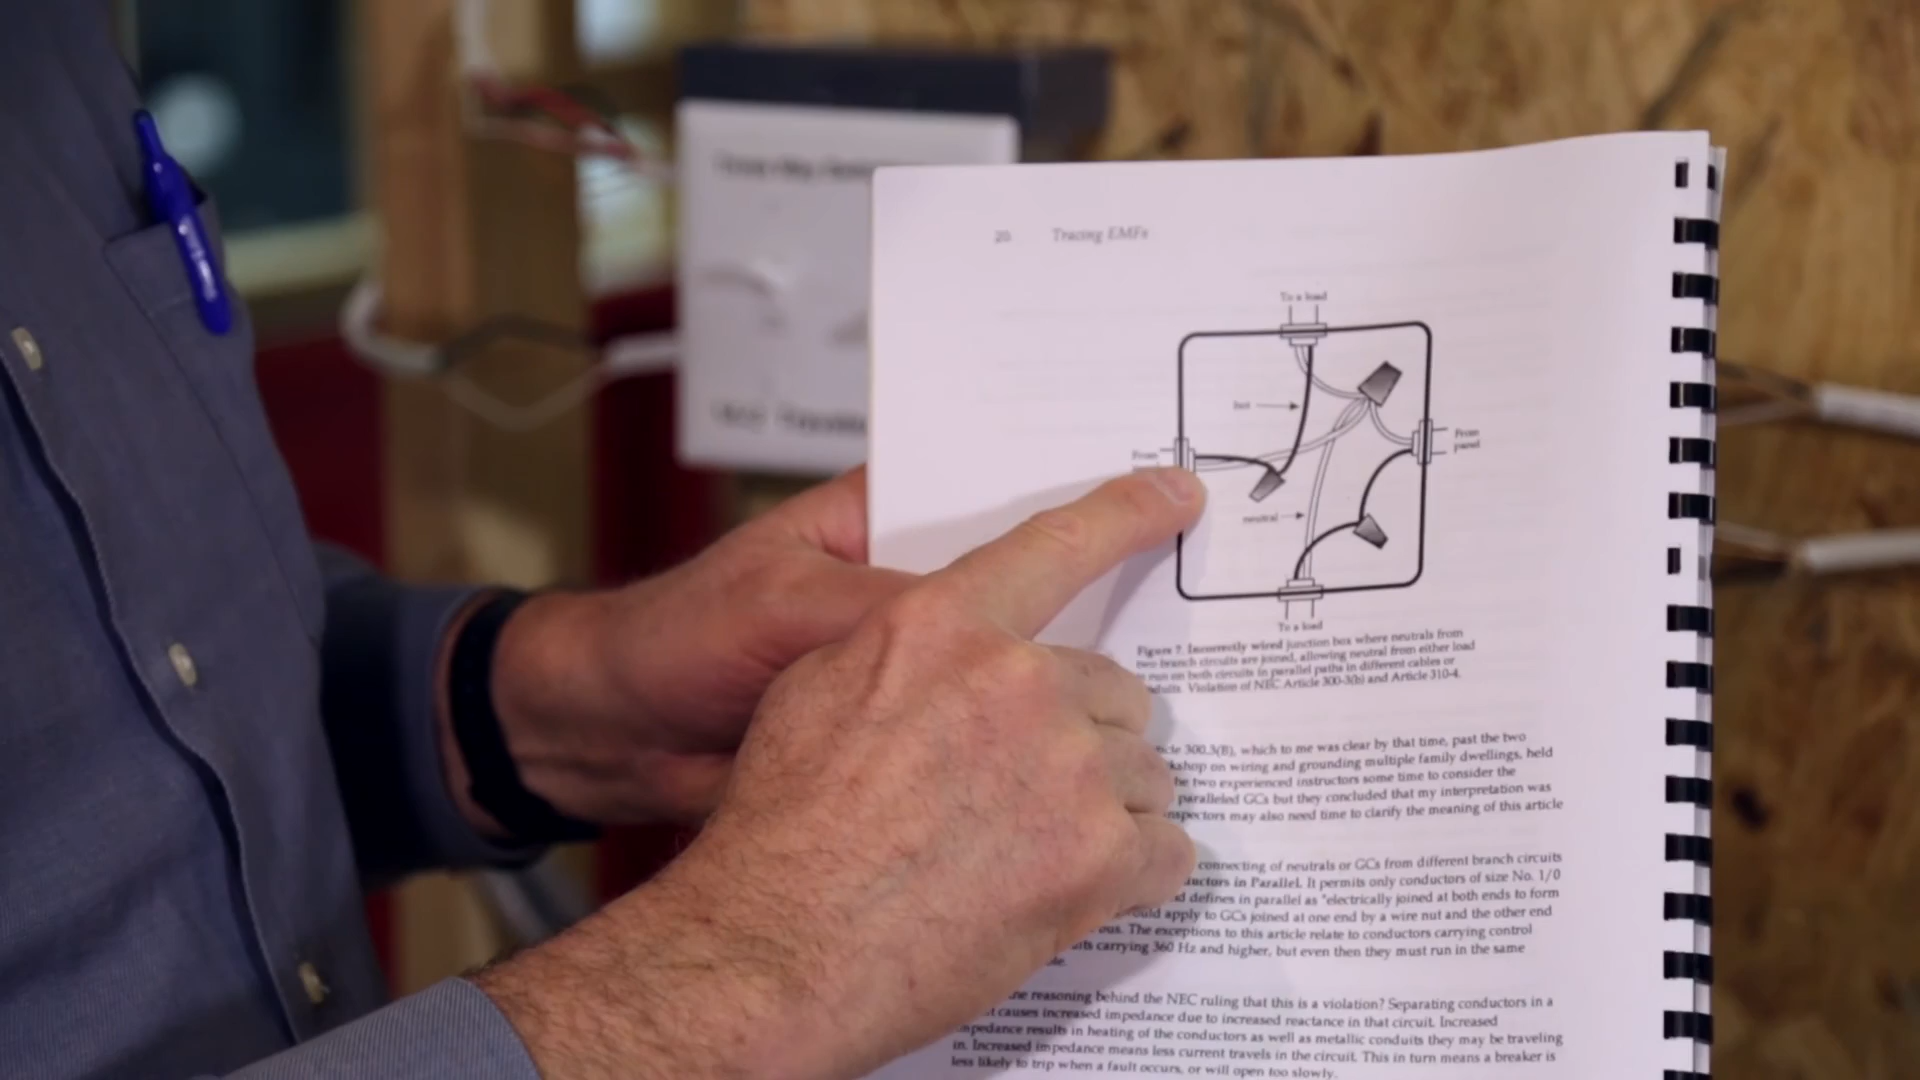 20 Tracing EMFs
To a load
hot
From
From
panel
neutral
To a load
Figure 7. Incorrectly wired junction box where neutrals from
two branch circuits are joined, allowing neutral from either load
run on both circuits in parallel paths in different cables or
Violation of NEC Article 300-3(b) and Article 310-4.
300.3(B), which to me was clear by that time, past the two
on wiring and grounding multiple family dwellings, held
two experienced instructors some time to consider the
paralleled GCs but they concluded that my interpretation was
may also need time to clarify the meaning of this article
connecting of neutrals or GCs from different branch circuits
in Parallel. It permits only conductors of size No. 1/0
defines in parallel as "electrically joined at both ends to form
apply to GCs joined at one end by a wire nut and the other end
The exceptions to this article relate to conductors carrying control
carrying 360 Hz and higher, but even then they must run in the same
reasoning behind the NEC ruling that this is a violation? Separating conductors in a
causes increased impedance due to increased reactance in that circuit. Increased
impedance results in heating of the conductors as well as metallic conduits they may be traveling
in. Increased impedance means less current travels in the circuit. This in turn means a breaker is
less likely to trip when a fault occurs, or will open too slowly.